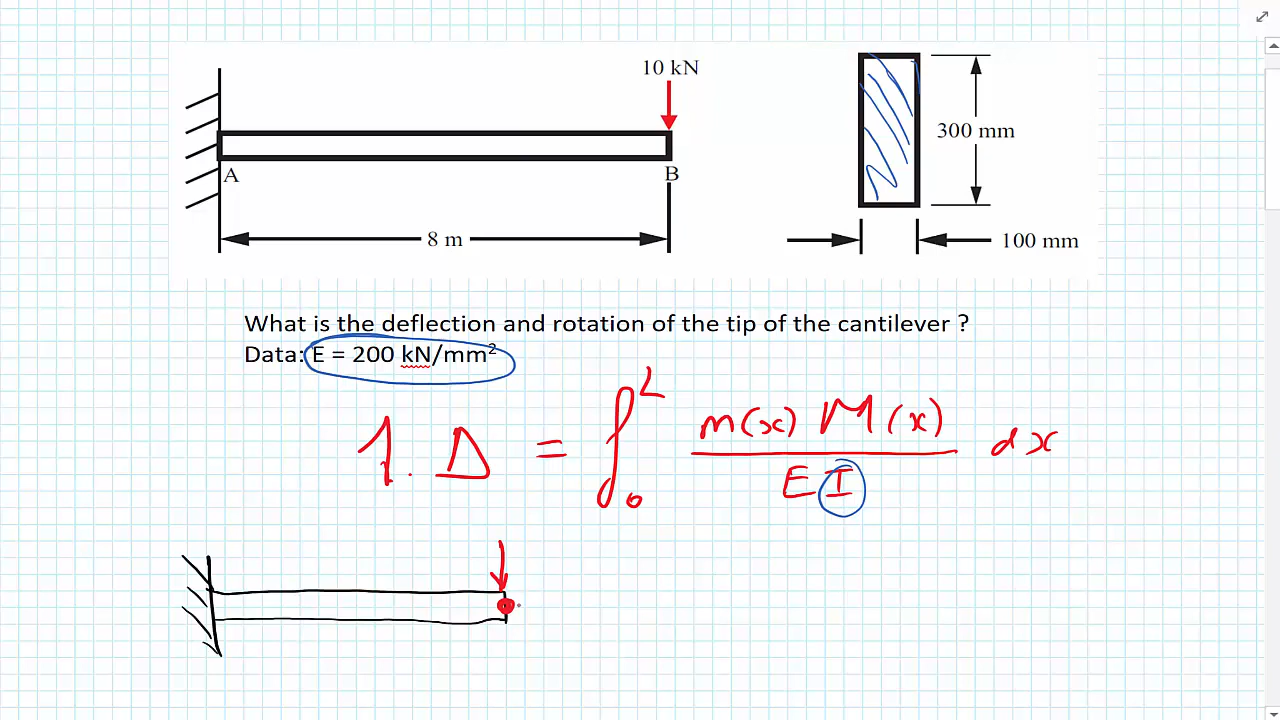 10 kN
300 mm
A B
8 m
100 mm
What is the deflection and rotation of the tip of the cantilever ?
Data: E = 200 kN/mm²
1. Δ = ∫₀ᴸ m(x) M(x) / EI dx